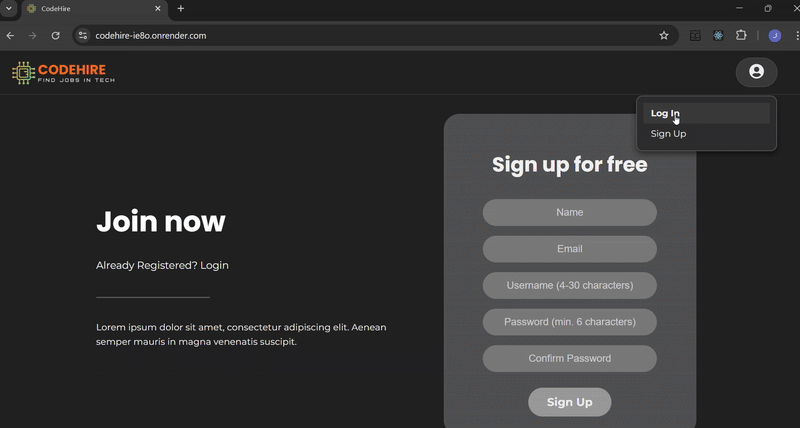 CodeHire
codehire-ie8o.onrender.com
J
CODEHIRE
FIND JOBS IN TECH
Log In
Sign Up
Join now
Already Registered? Login
Lorem ipsum dolor sit amet, consectetur adipiscing elit. Aenean
semper mauris in magna venenatis suscipit.
Sign up for free
Name
Email
Username (4-30 characters)
Password (min. 6 characters)
Confirm Password
Sign Up